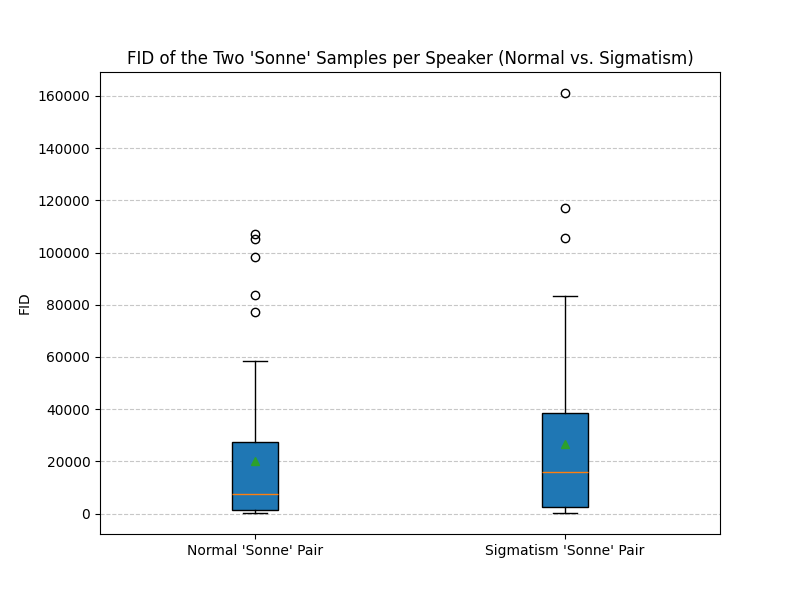 FID of the Two 'Sonne' Samples per Speaker (Normal vs. Sigmatism)
160000
140000
120000
100000
80000
60000
40000
20000
0
FID
Normal 'Sonne' Pair
Sigmatism 'Sonne' Pair